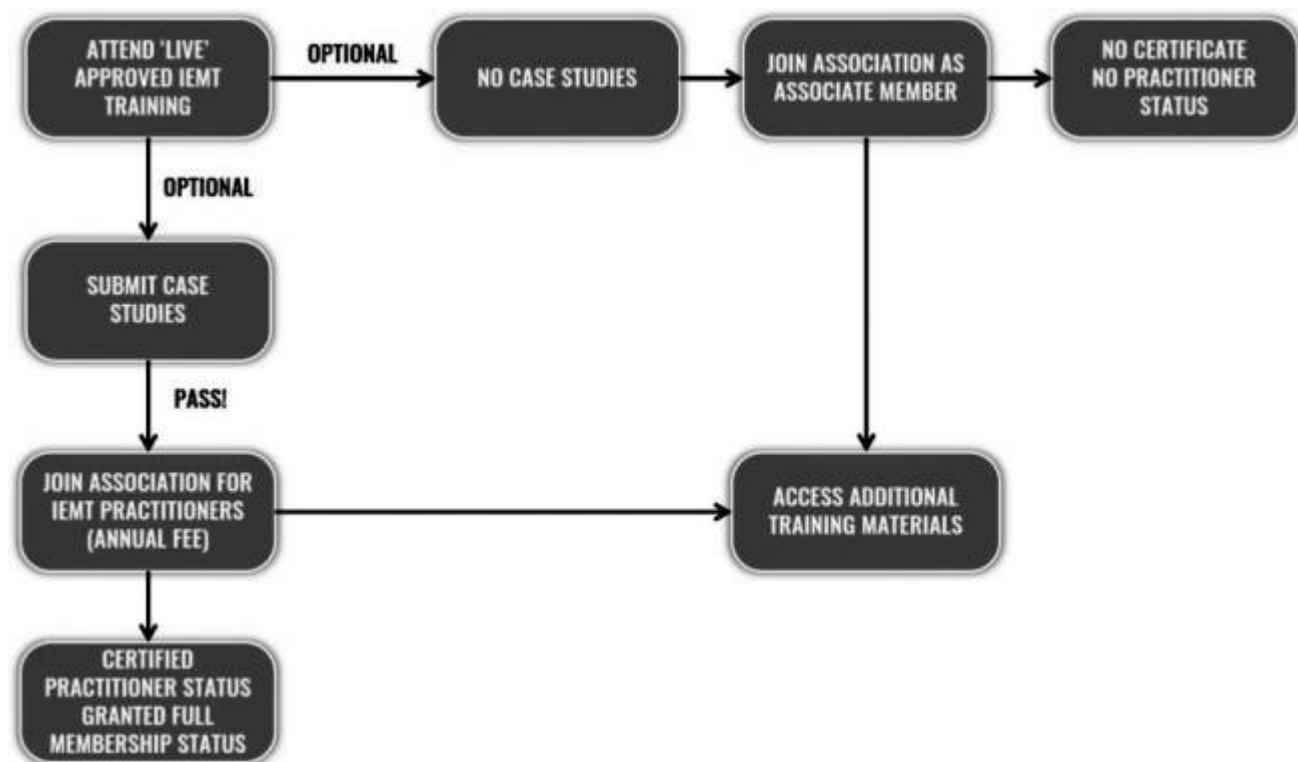 ATTEND 'LIVE'
APPROVED IEMT
TRAINING
OPTIONAL
NO CASE STUDIES
JOIN ASSOCIATION AS
ASSOCIATE MEMBER
NO CERTIFICATE
NO PRACTITIONER
STATUS
OPTIONAL
SUBMIT CASE
STUDIES
PASS!
JOIN ASSOCIATION FOR
IEMT PRACTITIONERS
(ANNUAL FEE)
ACCESS ADDITIONAL
TRAINING MATERIALS
CERTIFIED
PRACTITIONER STATUS
GRANTED FULL
MEMBERSHIP STATUS